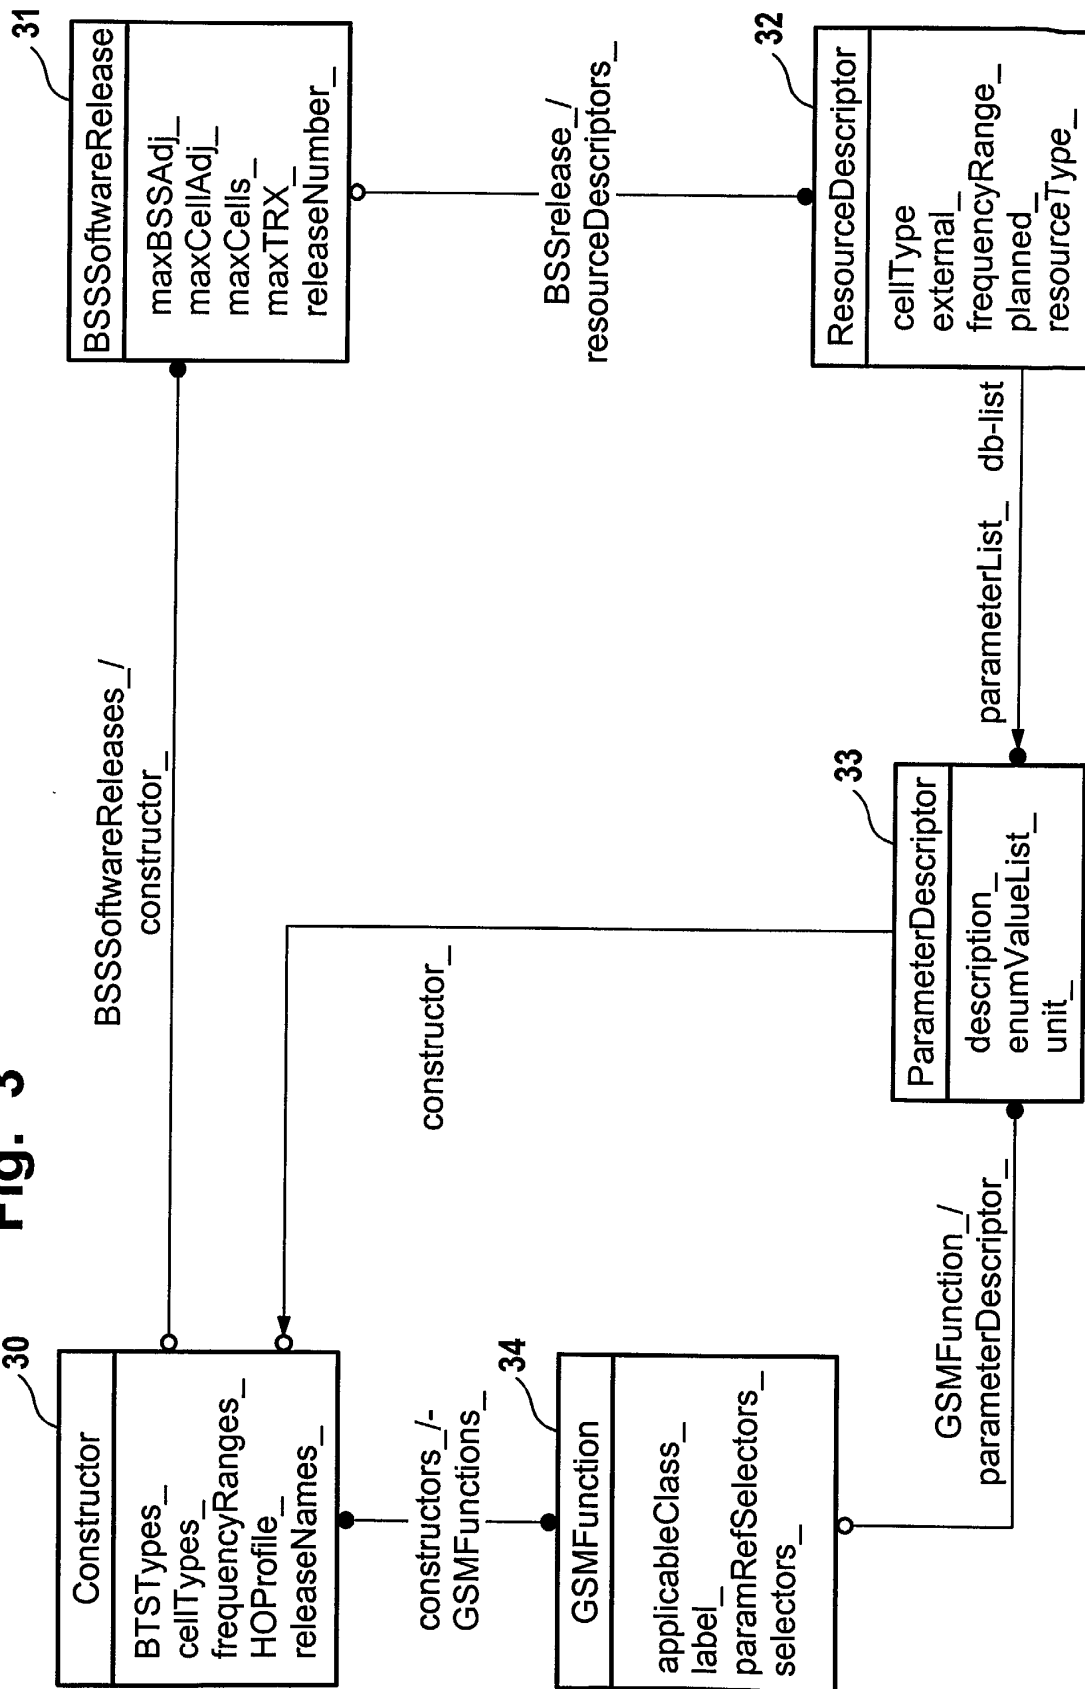 Fig. 3
30
Constructor
BTSTypes_
cellTypes_
frequencyRanges_
HOProfile_
releaseNames_
BSSSoftwareReleases_/
constructor_
31
BSSSoftwareRelease
maxBSSAdj_
maxCellAdj_
maxCells_
maxTRX_
releaseNumber_
constructors_/-
GSMFunctions_
constructor_
BSSrelease_/
resourceDescriptors_
34
GSMFunction
applicableClass_
label_
paramRefSelectors_
selectors_
GSMFunction_/
parameterDescriptor_
33
ParameterDescriptor
description_
enumValueList_
unit_
parameterList_ db-list
32
ResourceDescriptor
cellType
external_
frequencyRange_
planned_
resourceType_